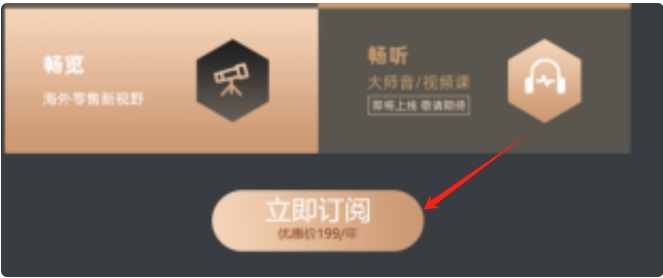 畅览
海外零售新视野
畅听
大师音/视频课
即将上线 敬请期待
立即订阅
优惠价199/年